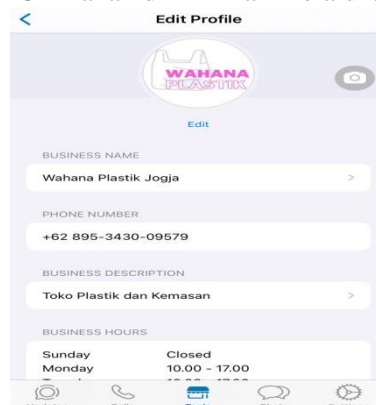 Edit Profile
WAHANA
PLASTIK
Edit
BUSINESS NAME
Wahana Plastik Jogja
PHONE NUMBER
+62 895-3430-09579
BUSINESS DESCRIPTION
Toko Plastik dan Kemasan
BUSINESS HOURS
Sunday Closed
Monday 10.00 - 17.00